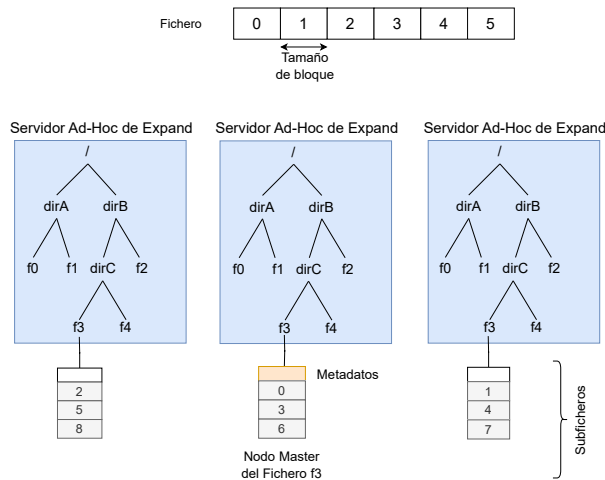 Fichero 0 1 2 3 4 5
Tamaño
de bloque
Servidor Ad-Hoc de Expand Servidor Ad-Hoc de Expand Servidor Ad-Hoc de Expand
/ / /
dirA dirB dirA dirB dirA dirB
f0 f1 dirC f2 f0 f1 dirC f2 f0 f1 dirC f2
f3 f4 f3 f4 f3 f4
Metadatos
2 0 1
5 3 4
8 6 7
Subficheros
Nodo Master
del Fichero f3